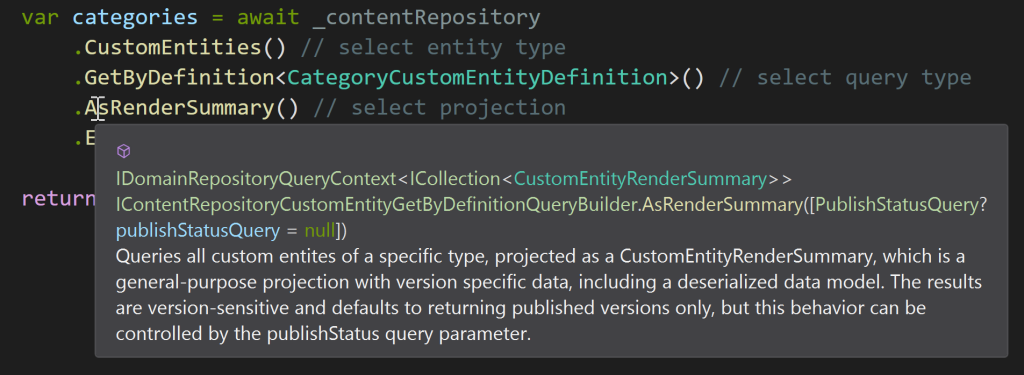 var categories = await _contentRepository
.CustomEntities() // select entity type
.GetByDefinition<CategoryCustomEntityDefinition>() // select query type
.AsRenderSummary() // select projection
.E
return
IDomainRepositoryQueryContext<ICollection<CustomEntityRenderSummary>>
IContentRepositoryCustomEntityGetByDefinitionQueryBuilder.AsRenderSummary([PublishStatusQuery?
publishStatusQuery = null])
Queries all custom entites of a specific type, projected as a CustomEntityRenderSummary, which is a
general-purpose projection with version specific data, including a deserialized data model. The results
are version-sensitive and defaults to returning published versions only, but this behavior can be
controlled by the publishStatus query parameter.